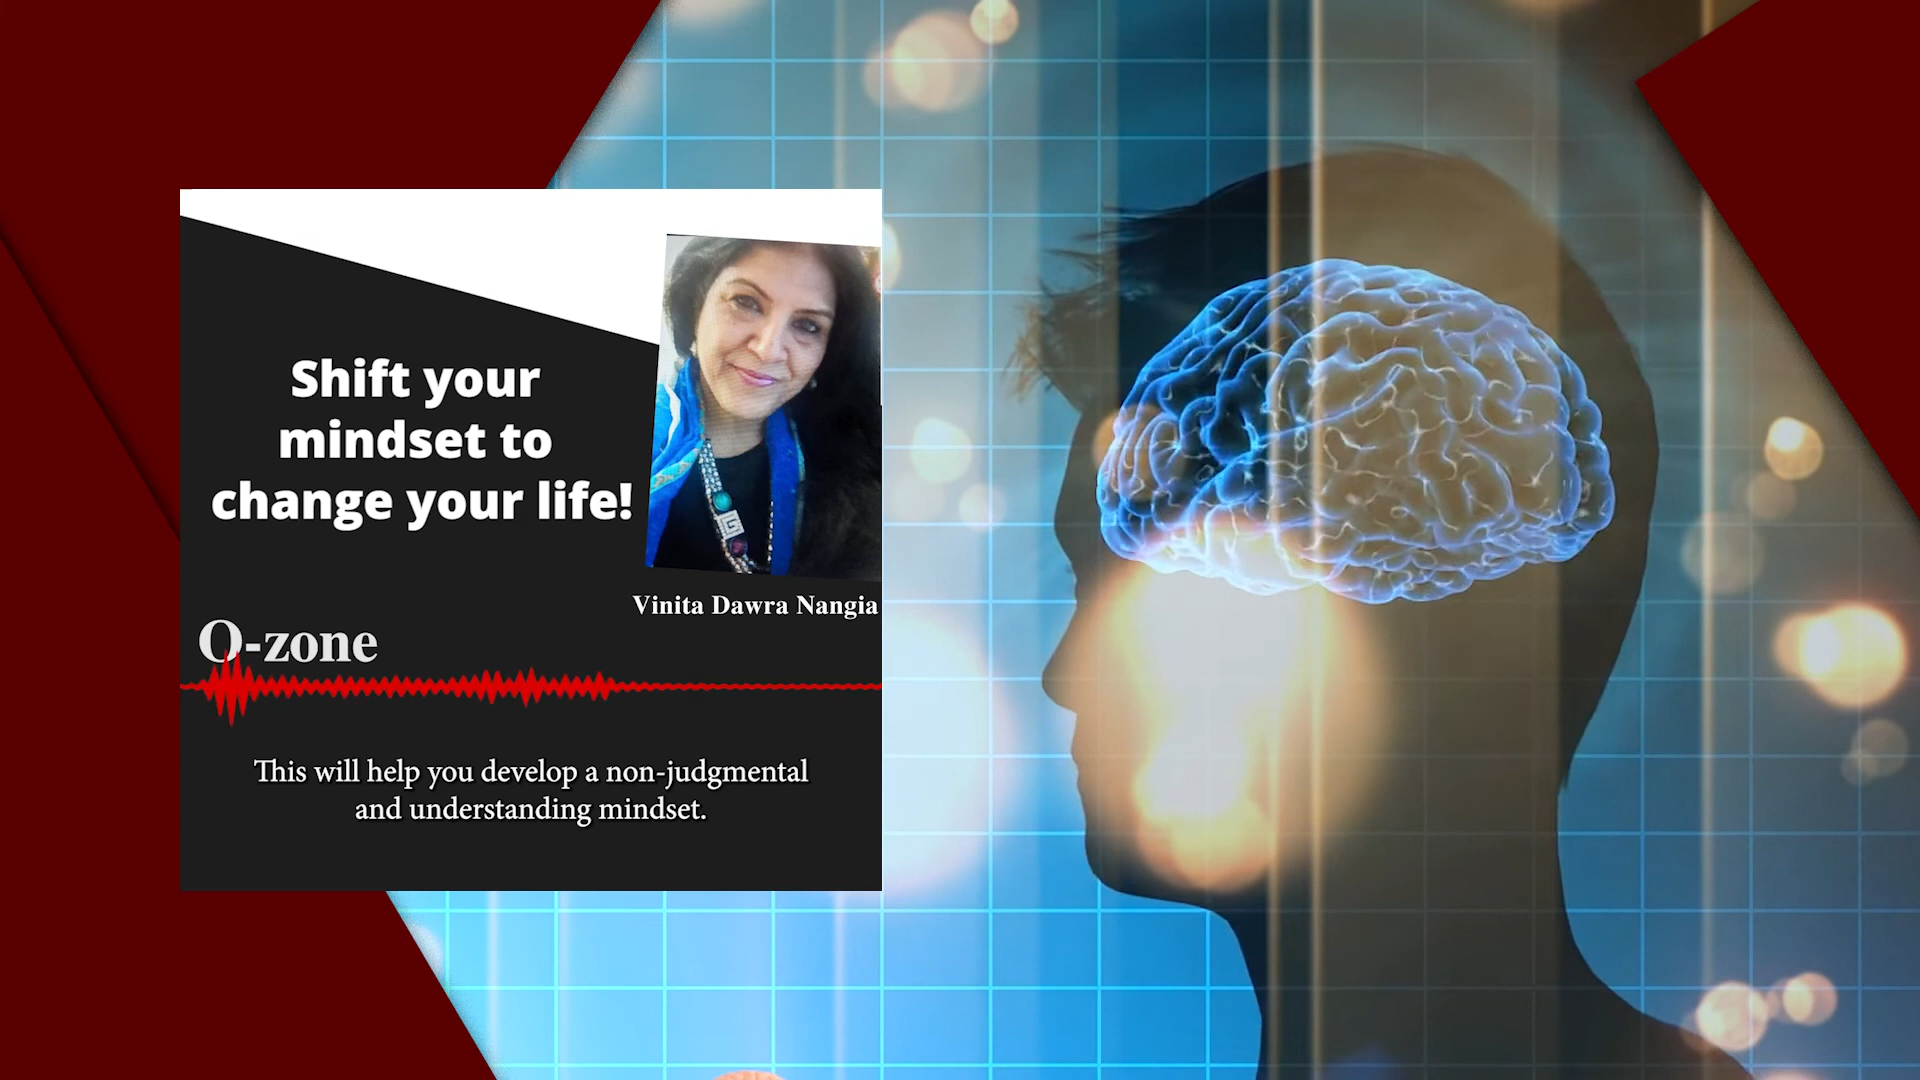 Shift your
mindset to
change your life!
Vinita Dawra Nangia
O-zone
This will help you develop a non-judgmental
and understanding mindset.